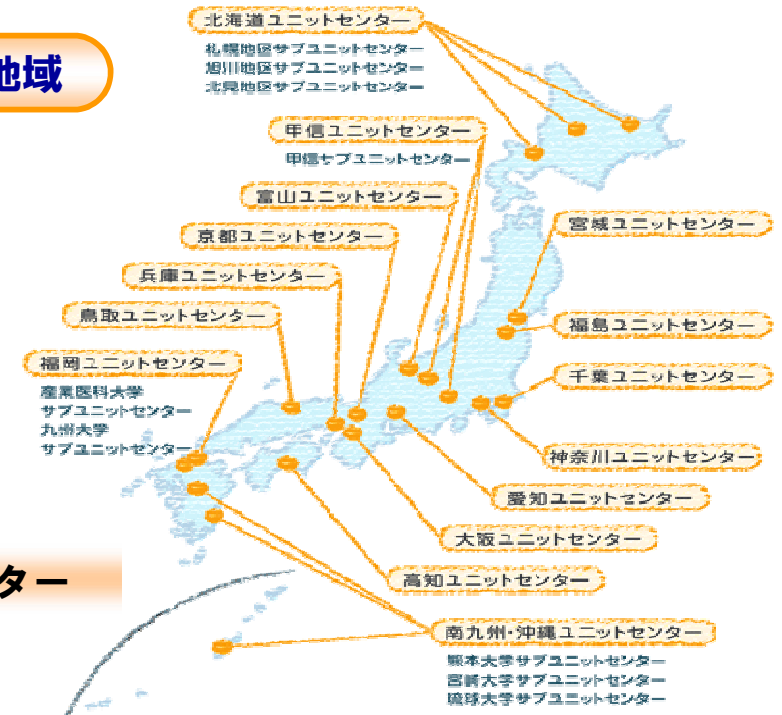 北海道ユニットセンター
札幌地区サブユニットセンター
旭川地区サブユニットセンター
北見地区サブユニットセンター
地域
甲信ユニットセンター
甲信サブユニットセンター
富山ユニットセンター
宮城ユニットセンター
京都ユニットセンター
兵庫ユニットセンター
鳥取ユニットセンター
福島ユニットセンター
福岡ユニットセンター
産業医科大学
サブユニットセンター
九州大学
サブユニットセンター
千葉ユニットセンター
神奈川ユニットセンター
愛知ユニットセンター
大阪ユニットセンター
高知ユニットセンター
ター
南九州・沖縄ユニットセンター
熊本大学サブユニットセンター
宮崎大学サブユニットセンター
琉球大学サブユニットセンター